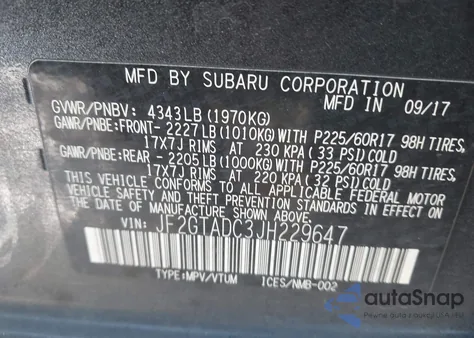 MFD BY SUBARU CORPORATION
MFD IN 09/17
GVWR/PNBV: 4343LB (1970KG)
GAWR/PNBE:FRONT- 2227LB(1010KG)WITH P225/60R17 98H TIRES,
17X7J RIMS AT 230 KPA (33 PSI)COLD
GAWR/PNBE:REAR - 2205LB(1000KG)WITH P225/60R17 98H TIRES,
17X7J RIMS AT 220 KPA (32 PSI)COLD
THIS VEHICLE CONFORMS TO ALL APPLICABLE FEDERAL MOTOR
VEHICLE SAFETY AND THEFT PREVENTION STANDARDS IN EFFECT ON
THE DATE OF MANUFACTURE SHOWN ABOVE.
VIN: JF2GTADC3JH229647
TYPE:MPV/VTUM ICES/NMB-002
autoSnap
Pewne auta z